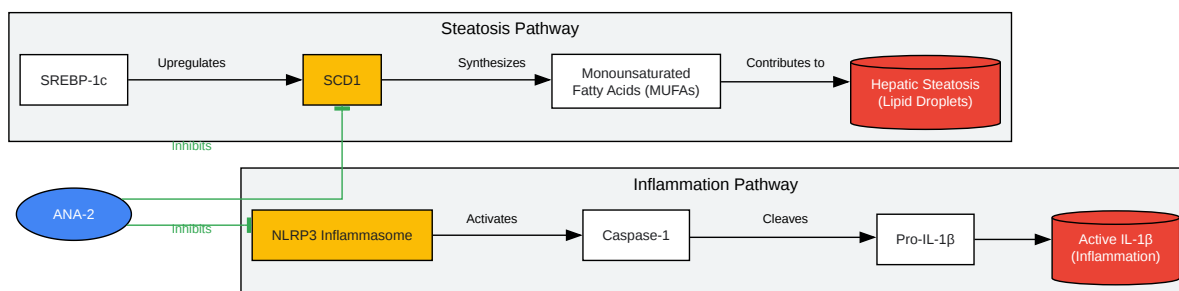 Steatosis Pathway
SREBP-1c
Upregulates
SCD1
Synthesizes
Monounsaturated
Fatty Acids (MUFAs)
Contributes to
Hepatic Steatosis
(Lipid Droplets)
Inhibits
ANA-2
Inhibits
Inflammation Pathway
NLRP3 Inflammasome
Activates
Caspase-1
Cleaves
Pro-IL-1β
Active IL-1β
(Inflammation)